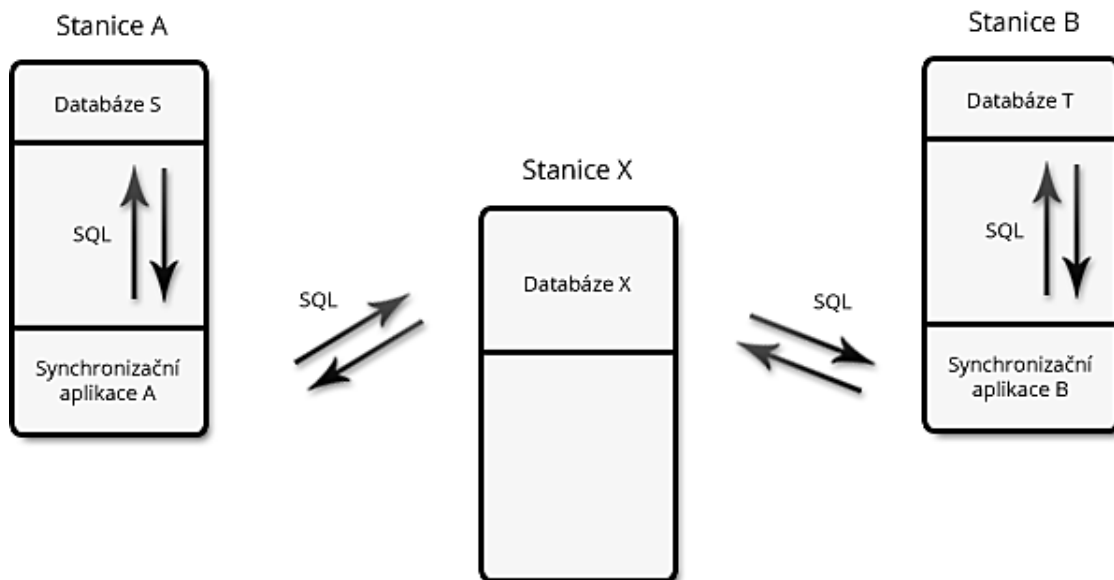 Stanice A
Databáze S
SQL
Synchronizační
aplikace A
SQL
Stanice X
Databáze X
SQL
Stanice B
Databáze T
SQL
Synchronizační
aplikace B